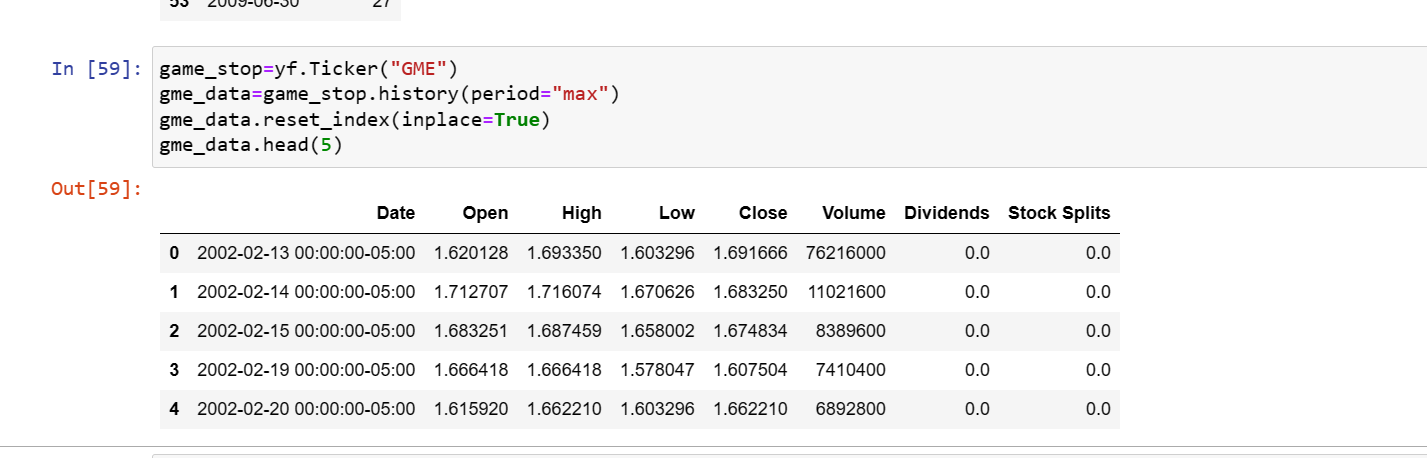 53 2009-06-30 27
In [59]: game_stop=yf.Ticker("GME")
gme_data=game_stop.history(period="max")
gme_data.reset_index(inplace=True)
gme_data.head(5)
Out[59]:
Date Open High Low Close Volume Dividends Stock Splits
0 2002-02-13 00:00:00-05:00 1.620128 1.693350 1.603296 1.691666 76216000 0.0 0.0
1 2002-02-14 00:00:00-05:00 1.712707 1.716074 1.670626 1.683250 11021600 0.0 0.0
2 2002-02-15 00:00:00-05:00 1.683251 1.687459 1.658002 1.674834 8389600 0.0 0.0
3 2002-02-19 00:00:00-05:00 1.666418 1.666418 1.578047 1.607504 7410400 0.0 0.0
4 2002-02-20 00:00:00-05:00 1.615920 1.662210 1.603296 1.662210 6892800 0.0 0.0